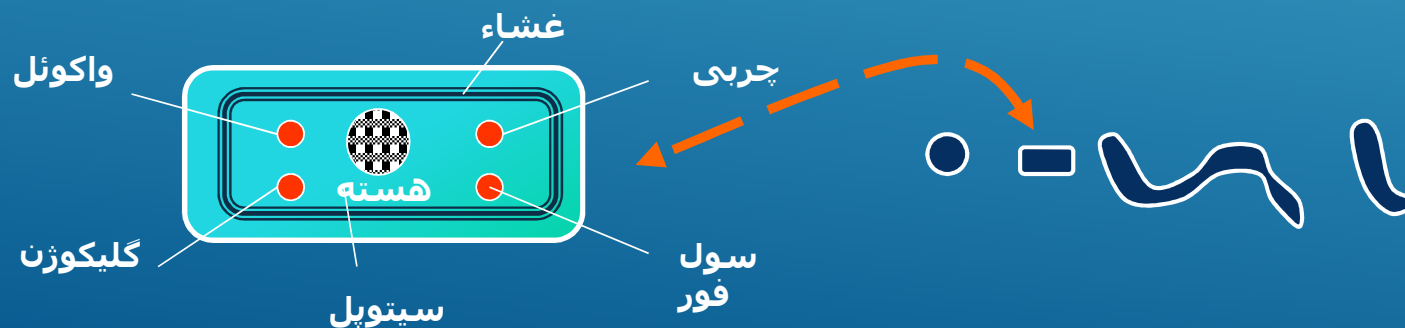 غشاء
واکوئل
چربی
هسته
گلیکوژن
سول
فور
سیتوپل